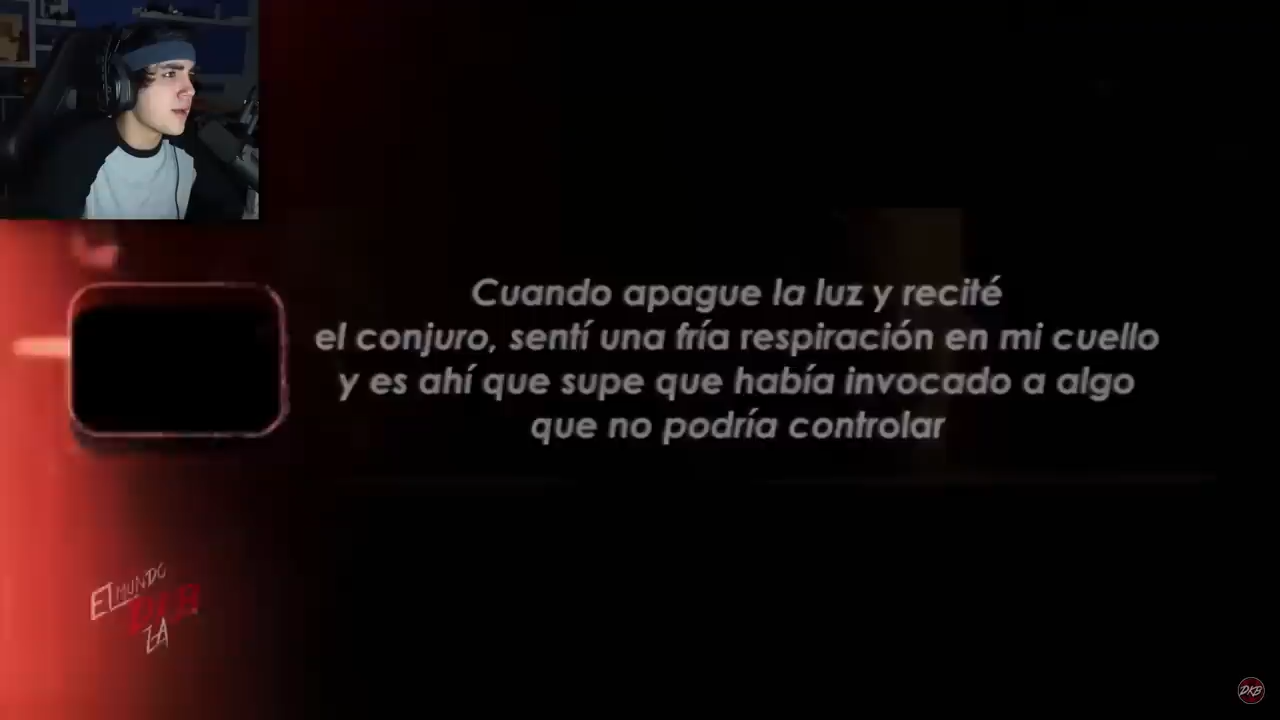 Cuando apague la luz y recité
el conjuro, sentí una fría respiración en mi cuello
y es ahí que supe que había invocado a algo
que no podría controlar
EL MUNDO
DKB
ZA
DKB